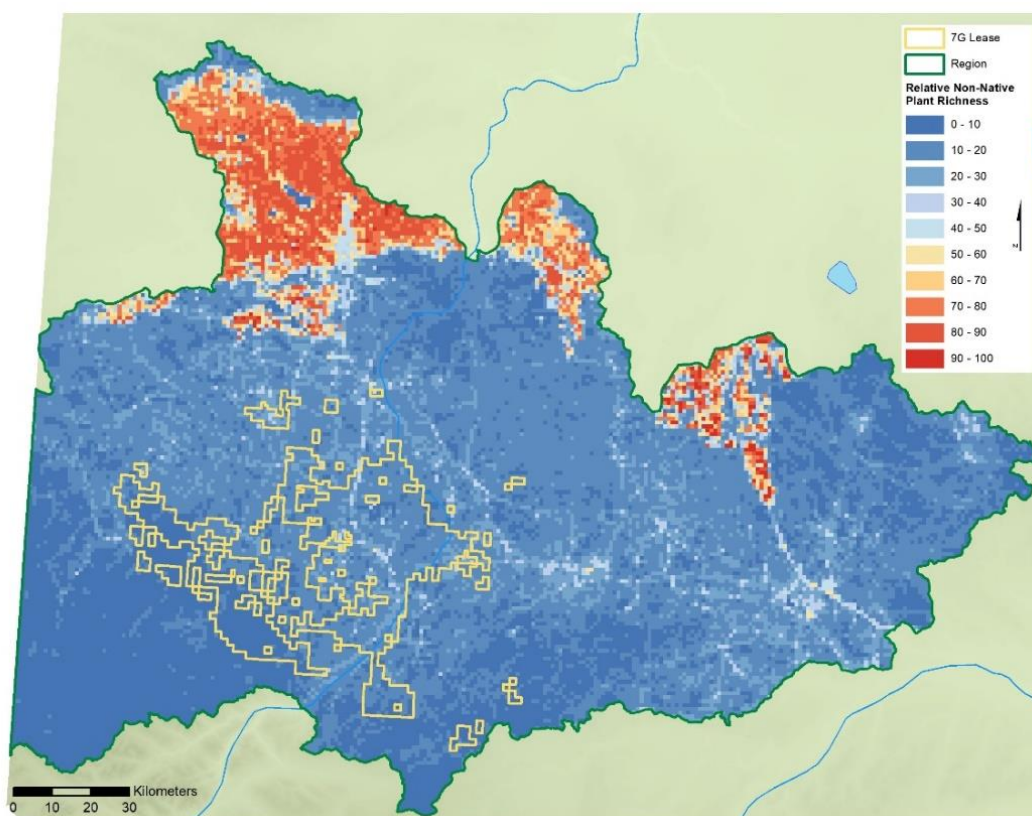 7G Lease
Region
Relative Non-Native
Plant Richness
0 - 10
10 - 20
20 - 30
30 - 40
40 - 50
50 - 60
60 - 70
70 - 80
80 - 90
90 - 100
N
Kilometers
0 10 20 30